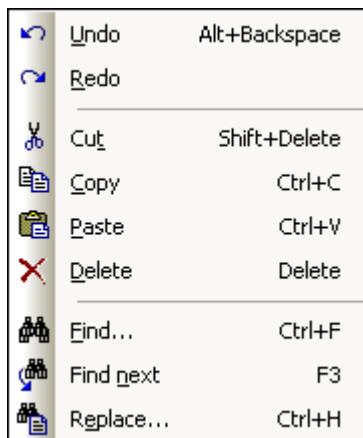 Undo Alt+Backspace
Redo
Cut Shift+Delete
Copy Ctrl+C
Paste Ctrl+V
Delete Delete
Find... Ctrl+F
Find next F3
Replace... Ctrl+H